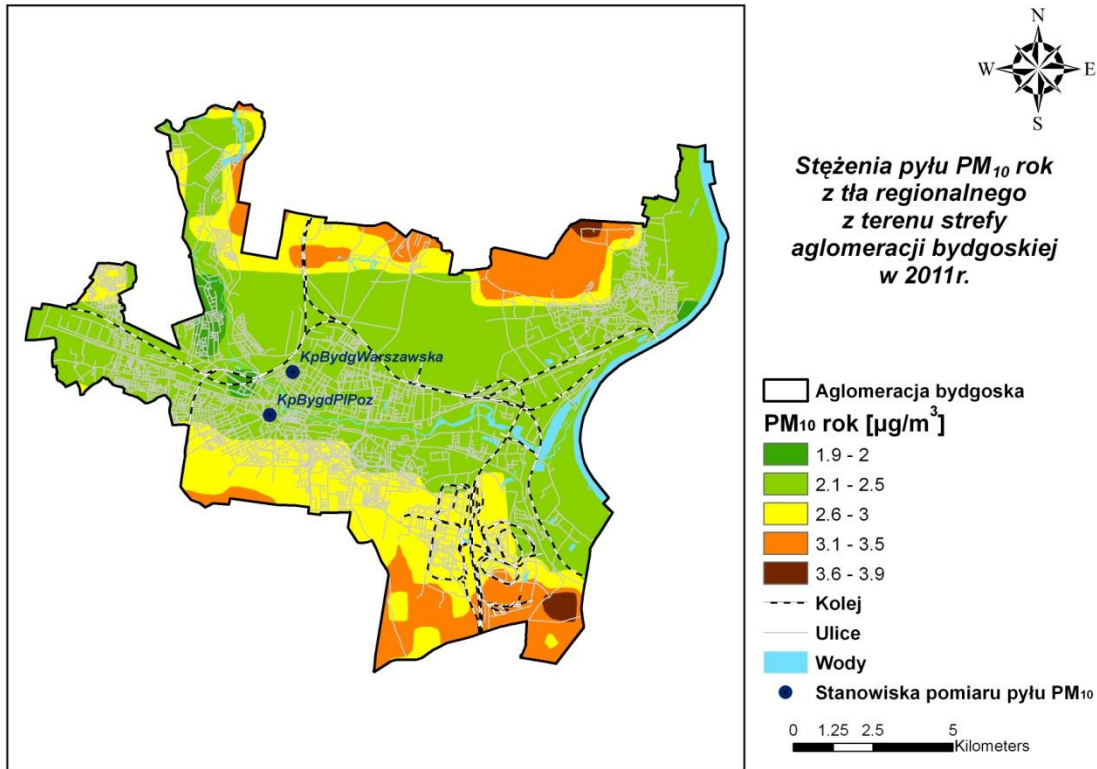 N
W E
S
Stężenia pyłu PM₁₀ rok
z tła regionalnego
z terenu strefy
aglomeracji bydgoskiej
w 2011r.
KpBydgWarszawska
KpBygdPlPoz
Aglomeracja bydgoska
PM₁₀ rok [µg/m³]
1.9 - 2
2.1 - 2.5
2.6 - 3
3.1 - 3.5
3.6 - 3.9
Kolej
Ulice
Wody
Stanowiska pomiaru pyłu PM₁₀
0 1.25 2.5 5
Kilometers